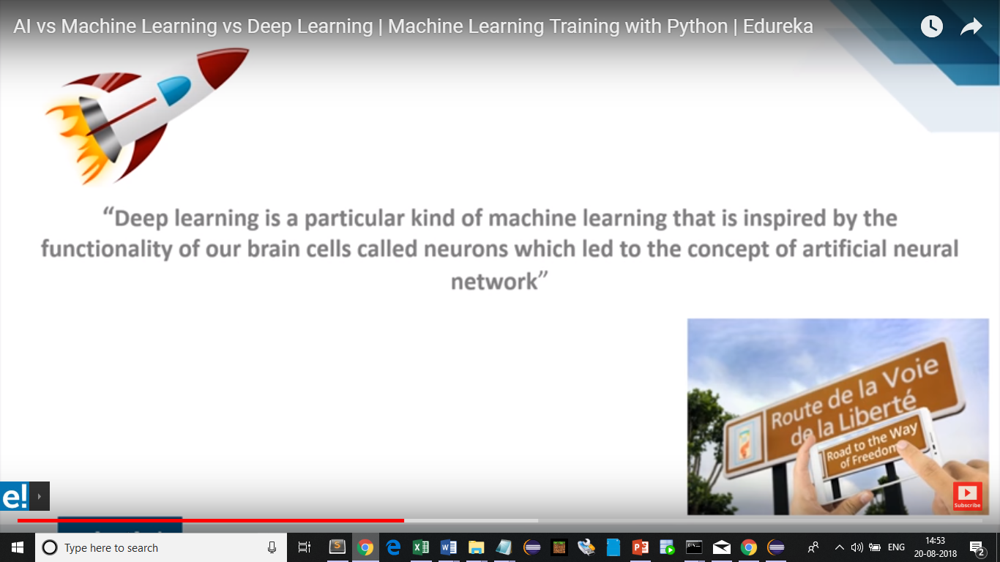 AI vs Machine Learning vs Deep Learning | Machine Learning Training with Python | Edureka
“Deep learning is a particular kind of machine learning that is inspired by the
functionality of our brain cells called neurons which led to the concept of artificial neural
network”
Route de la Voie
de la Liberté
Road to the Way
of Freedom
e!
Subscribe
Type here to search
ENG
14:53
20-08-2018
2